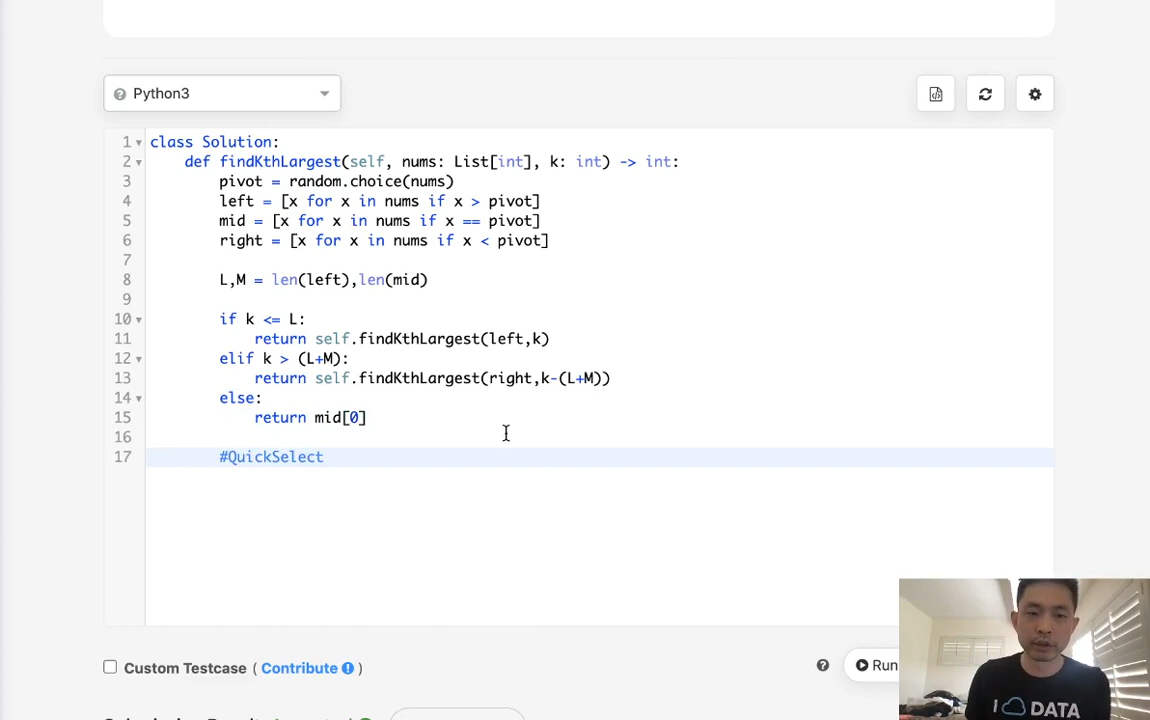 Python3
1 class Solution:
2     def findKthLargest(self, nums: List[int], k: int) -> int:
3         pivot = random.choice(nums)
4         left = [x for x in nums if x > pivot]
5         mid = [x for x in nums if x == pivot]
6         right = [x for x in nums if x < pivot]
7
8         L,M = len(left),len(mid)
9
10         if k <= L:
11             return self.findKthLargest(left,k)
12         elif k > (L+M):
13             return self.findKthLargest(right,k-(L+M))
14         else:
15             return mid[0]
16
17         #QuickSelect
Custom Testcase ( Contribute )
Run
I DATA